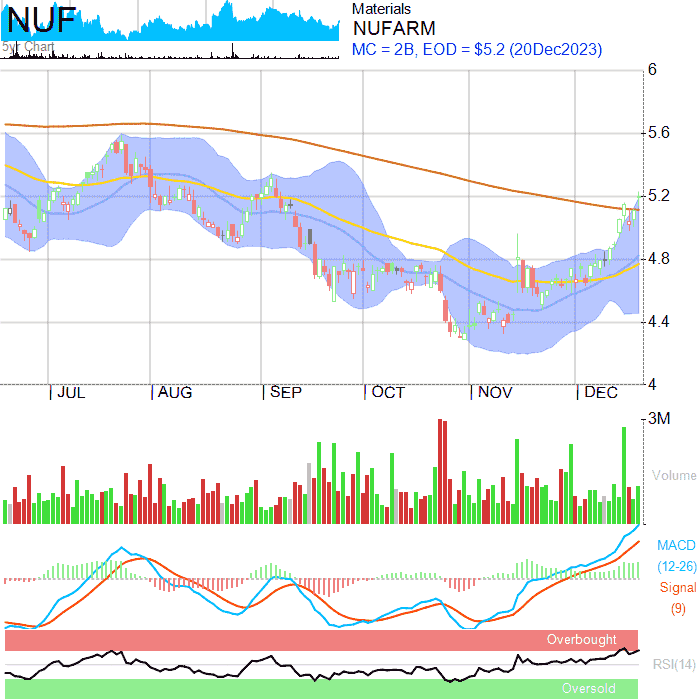 NUF
5yr Chart
Materials
NUFARM
MC = 2B, EOD = $5.2 (20Dec2023)
6
5.6
5.2
4.8
4.4
4
JUL AUG SEP OCT NOV DEC
3M
Volume
MACD
(12-26)
Signal
(9)
Overbought
RSI(14)
Oversold